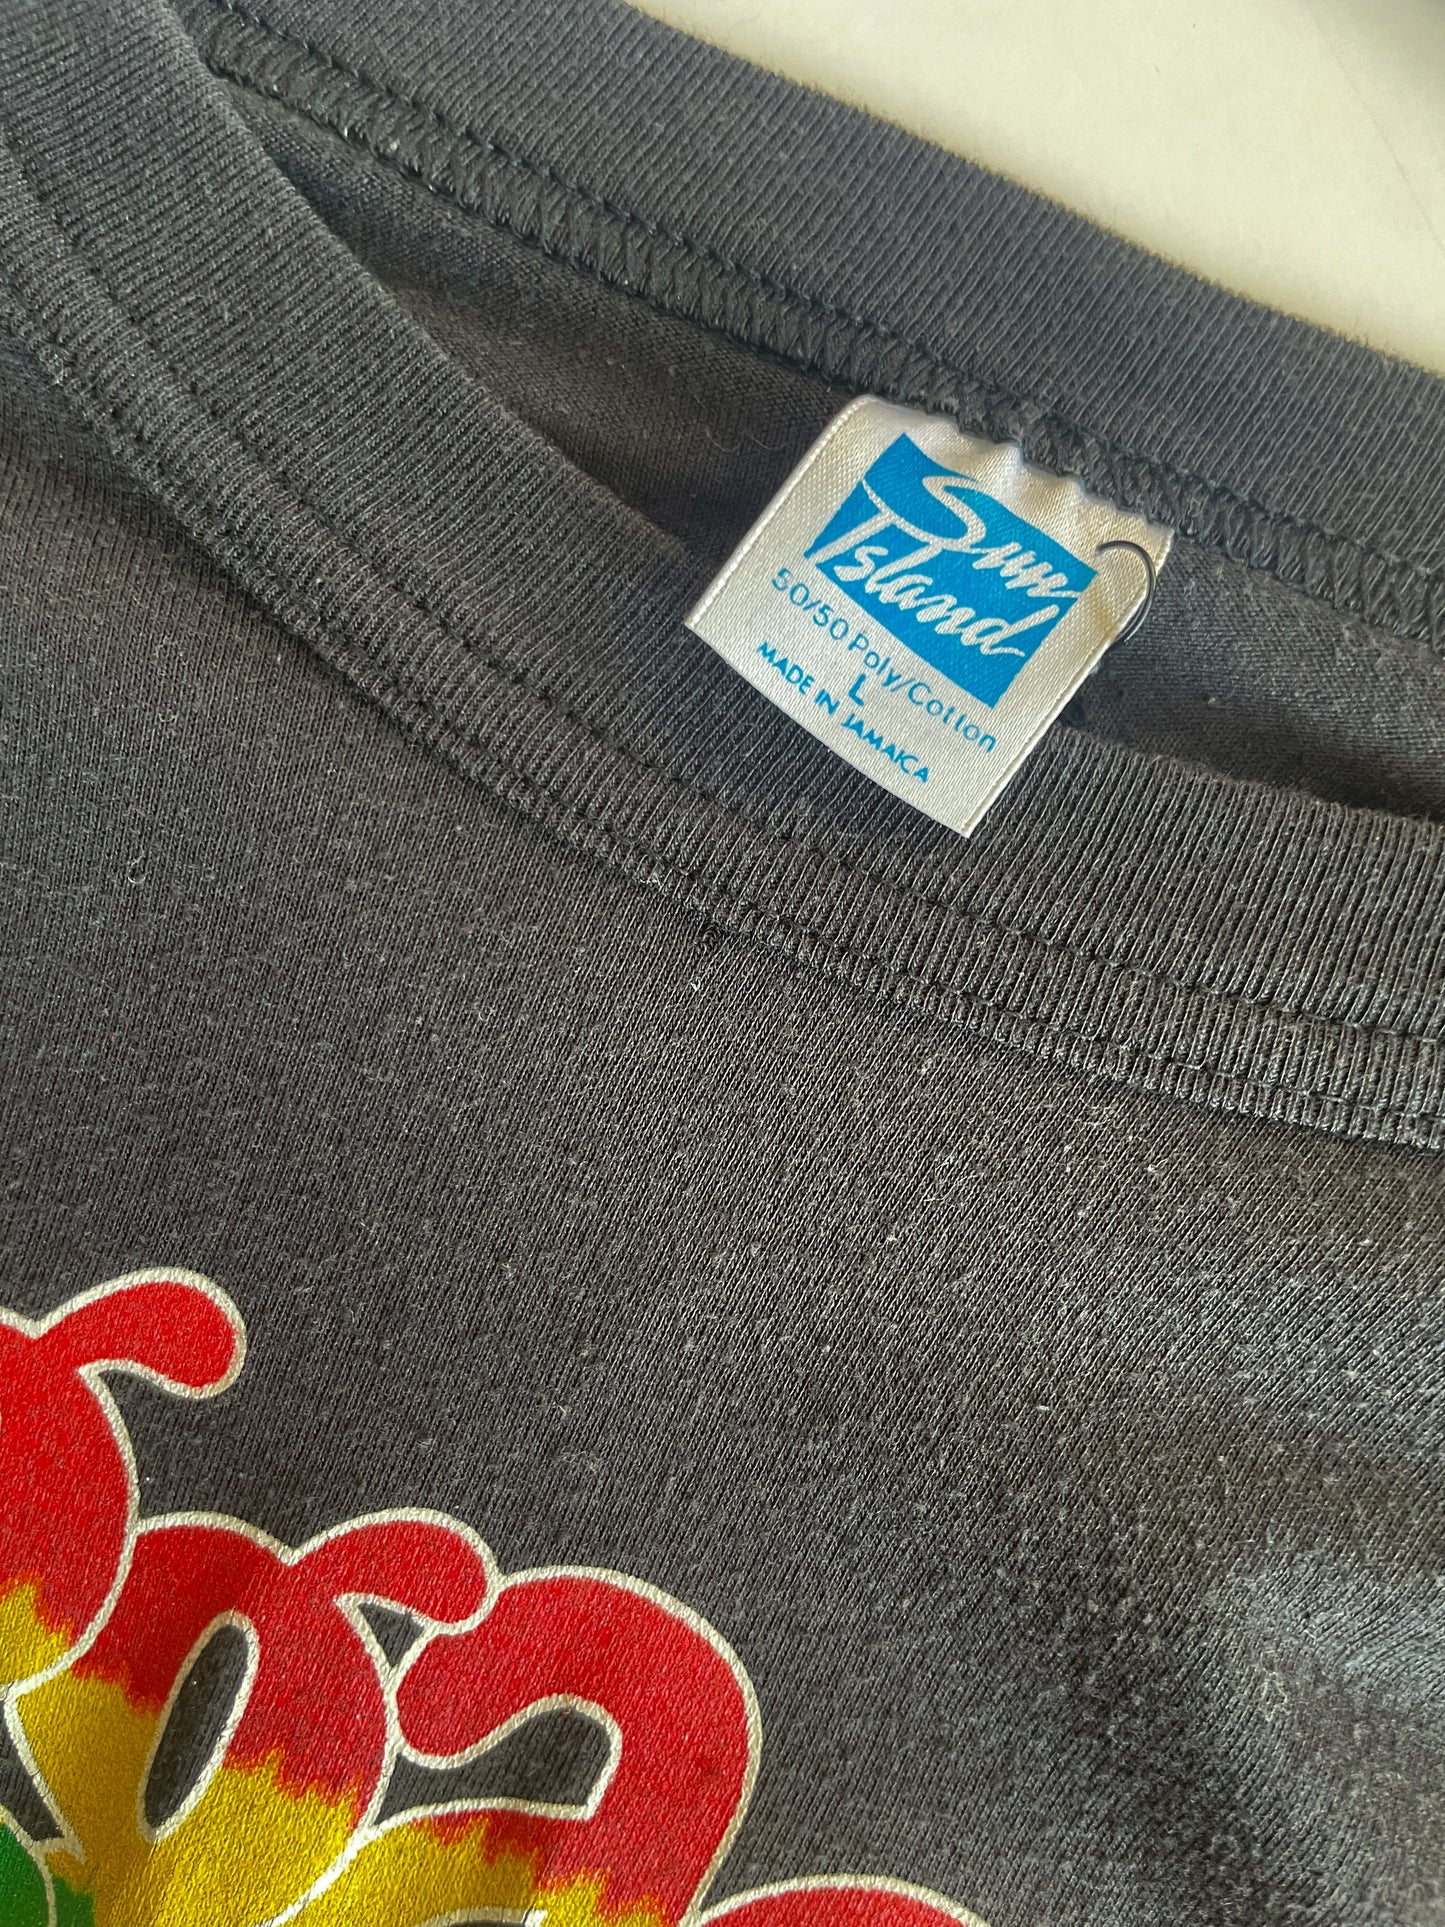 Sun
Island
50/50 Poly/Cotton
L
MADE IN JAMAICA